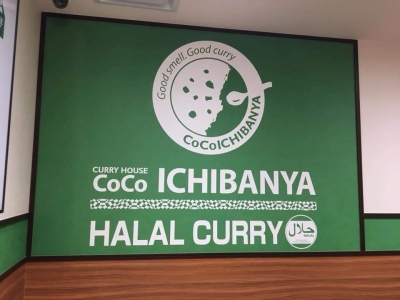 Good smell. Good curry
CoCoICHIBANYA
CURRY HOUSE
CoCo ICHIBANYA
HALAL CURRY
حلال